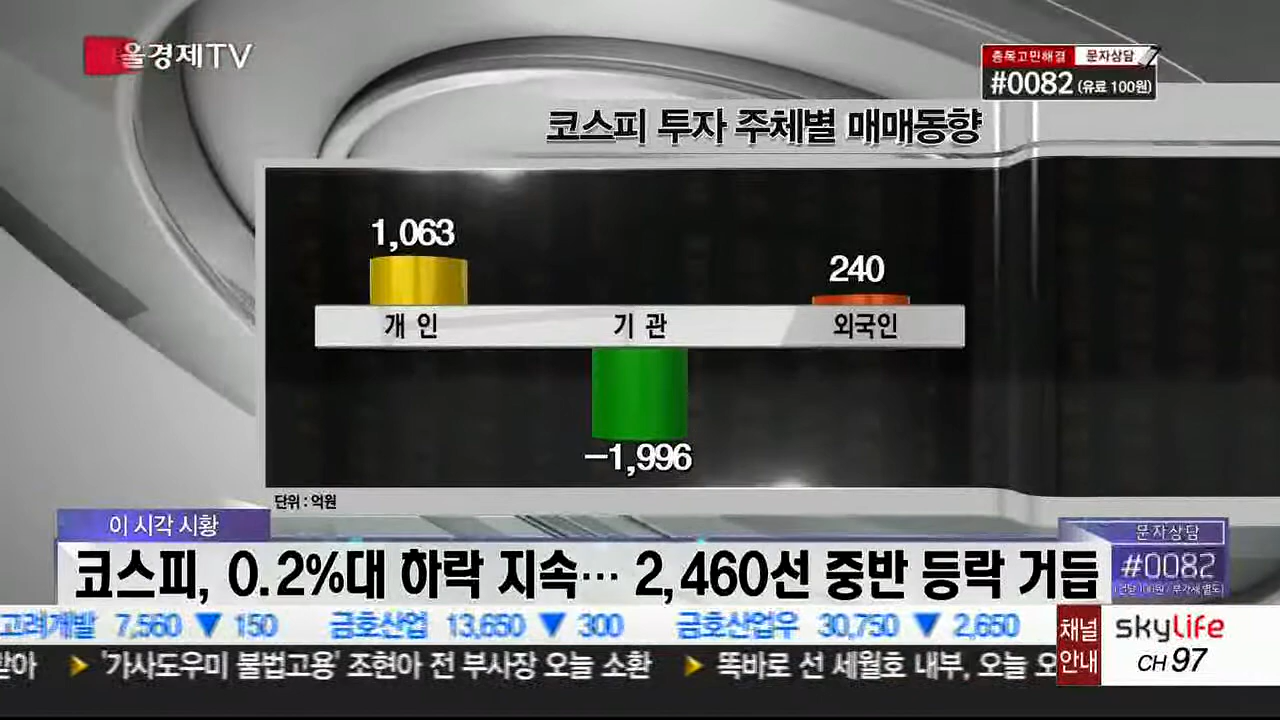 울경제TV
종목고민해결 문자상담
#0082 (유료 100원)
코스피 투자 주체별 매매동향
1,063
240
개인 기관 외국인
-1,996
단위 : 억원
이 시각 시황
코스피, 0.2%대 하락 지속… 2,460선 중반 등락 거듭
문자상담
#0082
고려개발 7,560 ▼ 150 금호산업 13,650 ▼ 300 금호산업우 30,750 ▼ 2,650
받아 ▶ '가사도우미 불법고용' 조현아 전 부사장 오늘 소환 ▶ 똑바로 선 세월호 내부, 오늘 오
채널
안내
skylife
CH 97